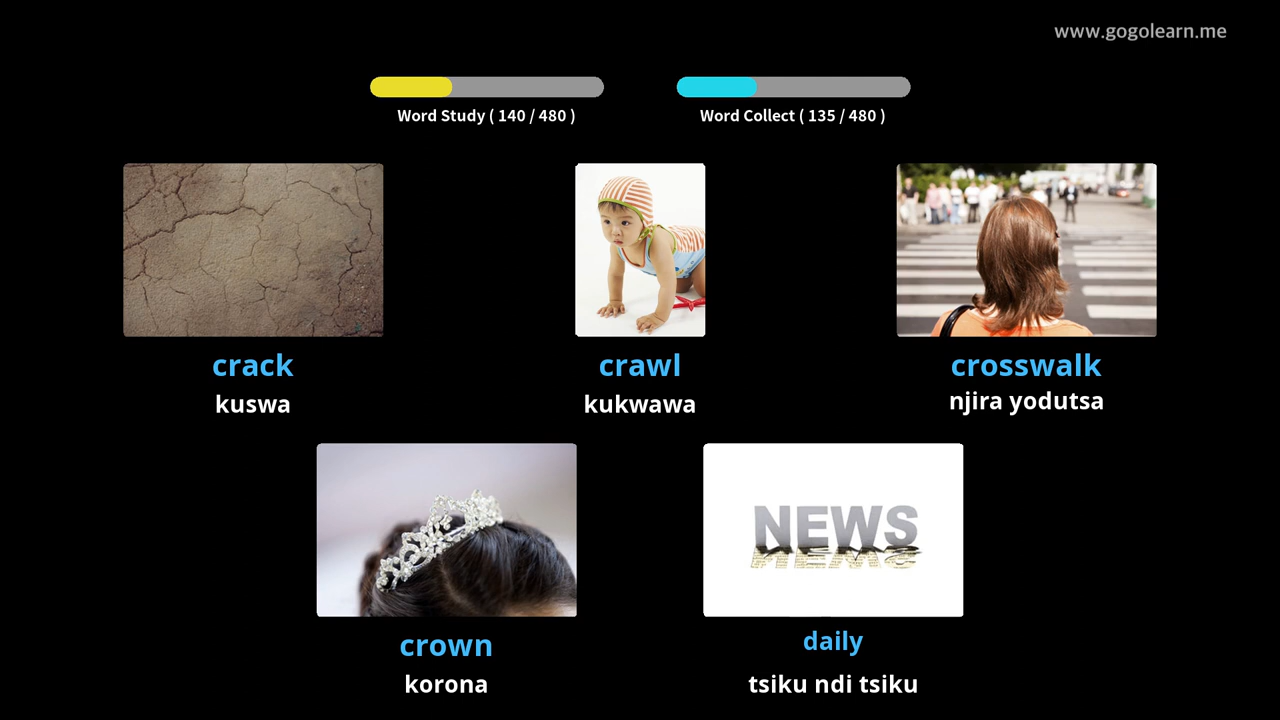 www.gogolearn.me
Word Study ( 140 / 480 )
Word Collect ( 135 / 480 )
crack
kuswa
crawl
kukwawa
crosswalk
njira yodutsa
NEWS
crown
korona
daily
tsiku ndi tsiku